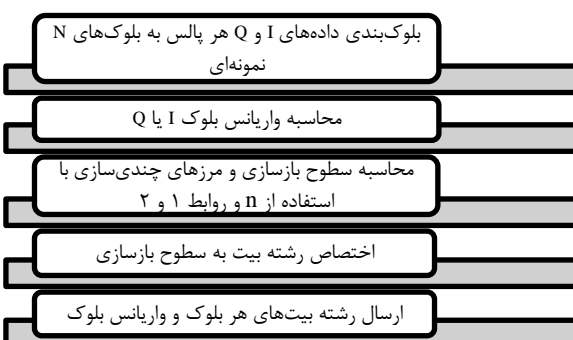 بلوک‌بندی داده‌های I و Q هر پالس به بلوک‌های N
نمونه‌ای
محاسبه واریانس بلوک I یا Q
محاسبه سطوح بازسازی و مرزهای چندی‌سازی با
استفاده از n و روابط ۱ و ۲
اختصاص رشته بیت به سطوح بازسازی
ارسال رشته بیت‌های هر بلوک و واریانس بلوک